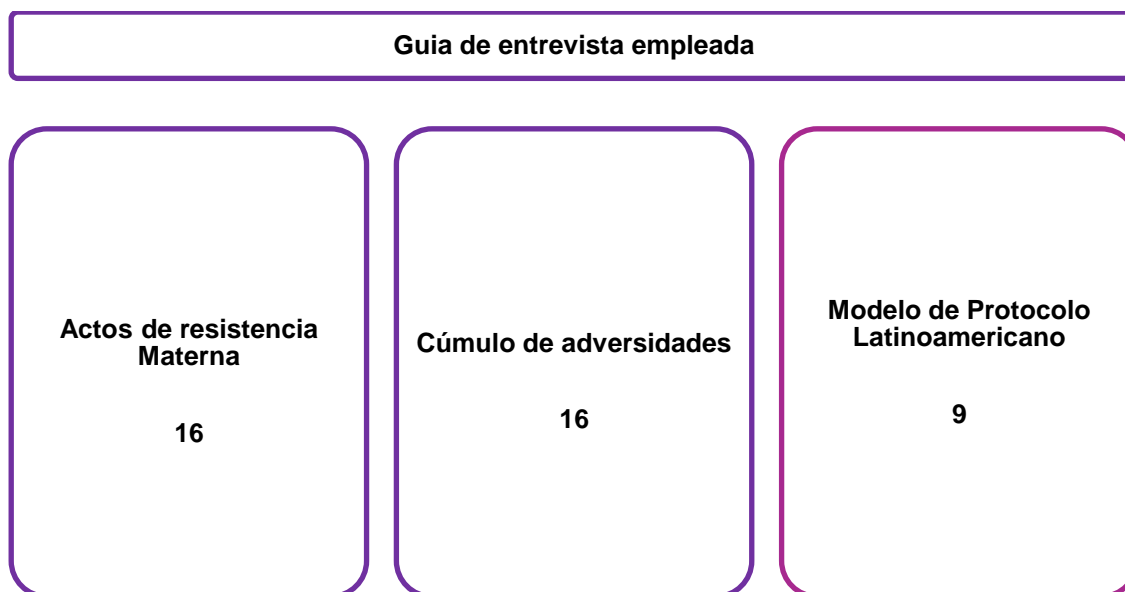 Guia de entrevista empleada
Actos de resistencia
Materna
16
Cúmulo de adversidades
16
Modelo de Protocolo
Latinoamericano
9